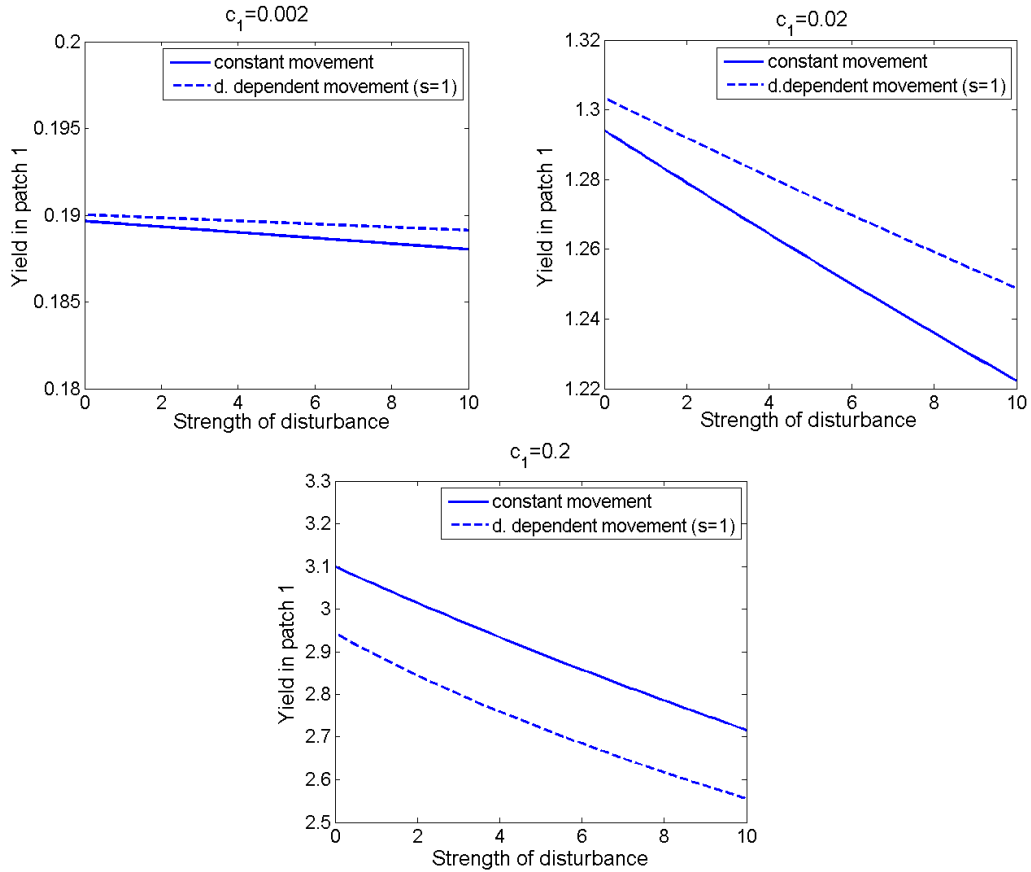 c1=0.002
0.2
0.195
0.19
0.185
0.18
Yield in patch 1
constant movement
d. dependent movement (s=1)
0 2 4 6 8 10
Strength of disturbance
c1=0.02
1.32
1.3
1.28
1.26
1.24
1.22
Yield in patch 1
constant movement
d.dependent movement (s=1)
0 2 4 6 8 10
Strength of disturbance
c1=0.2
3.3
3.2
3.1
3
2.9
2.8
2.7
2.6
2.5
Yield in patch 1
constant movement
d. dependent movement (s=1)
0 2 4 6 8 10
Strength of disturbance